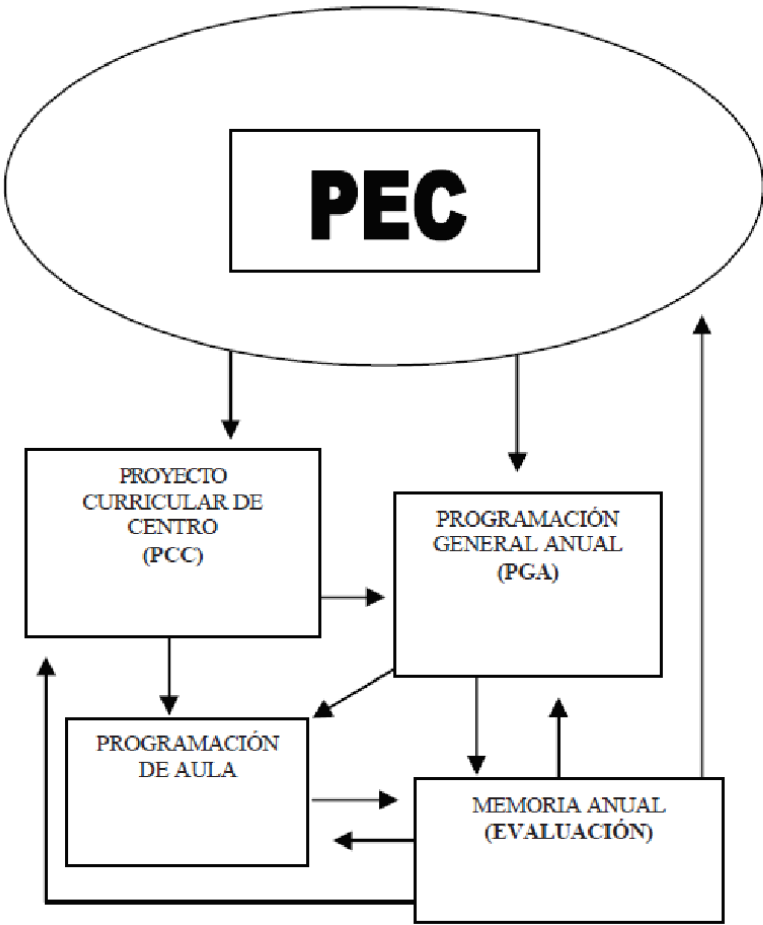 PEC
PROYECTO
CURRICULAR DE
CENTRO
(PCC)
PROGRAMACIÓN
GENERAL ANUAL
(PGA)
PROGRAMACIÓN
DE AULA
MEMORIA ANUAL
(EVALUACIÓN)